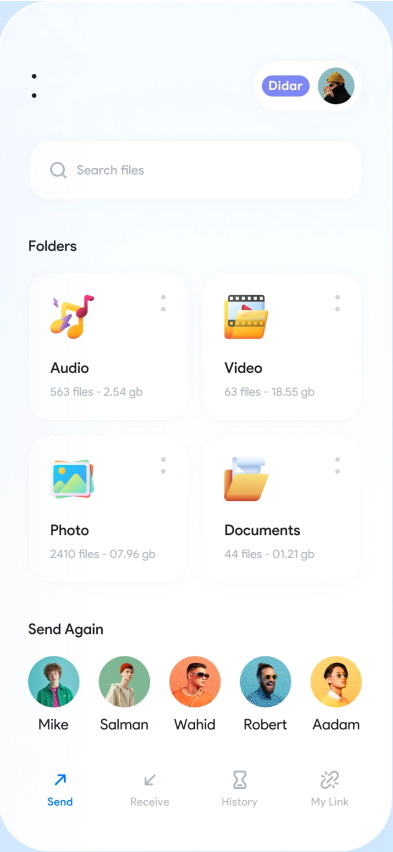 Didar
Search files
Folders
Audio
563 files - 2.54 gb
Video
63 files - 18.55 gb
Photo
2410 files - 07.96 gb
Documents
44 files - 01.21 gb
Send Again
Mike
Salman
Wahid
Robert
Aadam
Send
Receive
History
My Link